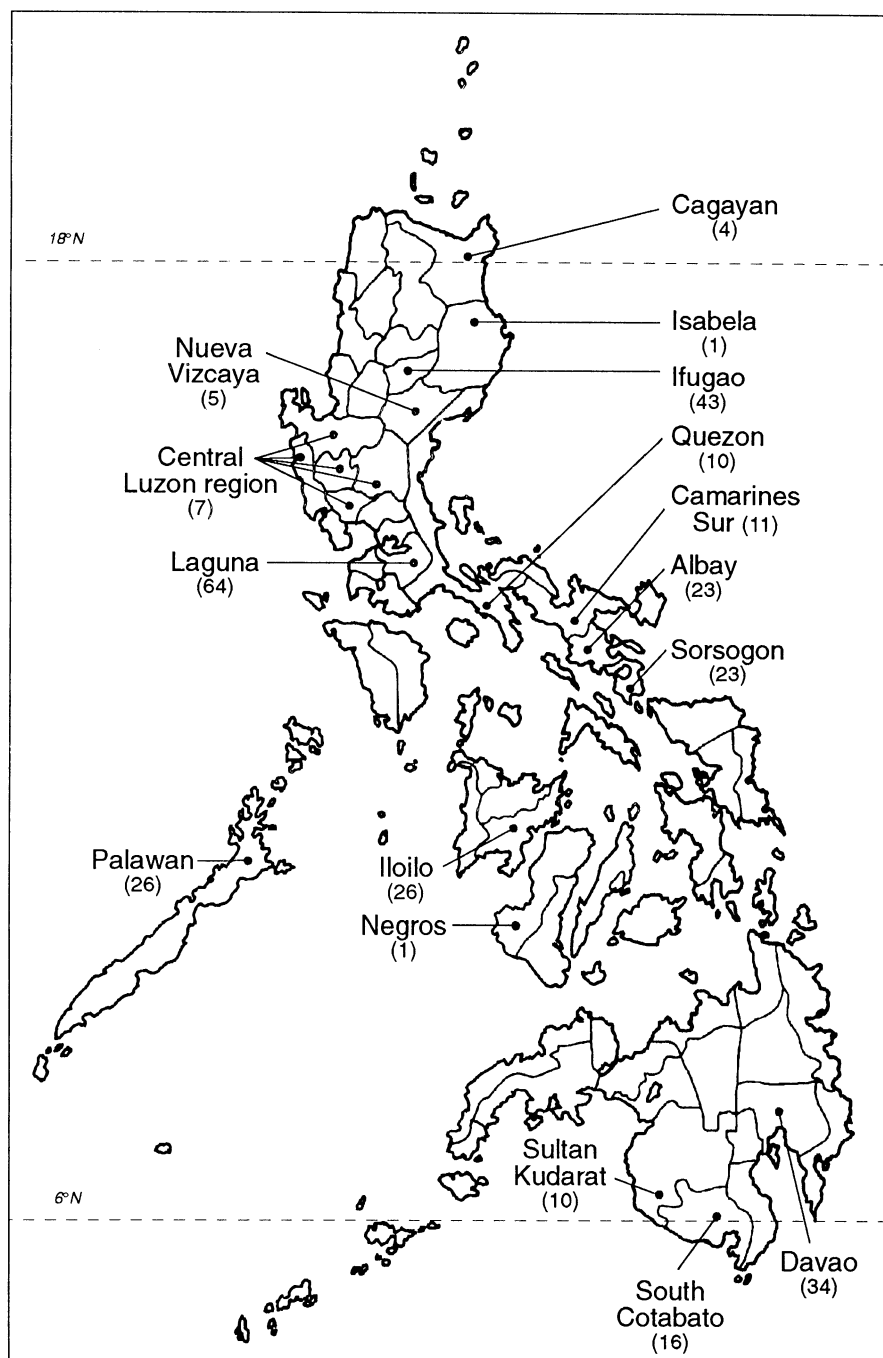 Cagayan
(4)
18°N
Isabela
(1)
Nueva
Vizcaya
(5)
Ifugao
(43)
Quezon
(10)
Central
Luzon region
(7)
Camarines
Sur (11)
Laguna
(64)
Albay
(23)
Sorsogon
(23)
Palawan
(26)
Iloilo
(26)
Negros
(1)
Sultan
Kudarat
(10)
6°N
Davao
(34)
South
Cotabato
(16)